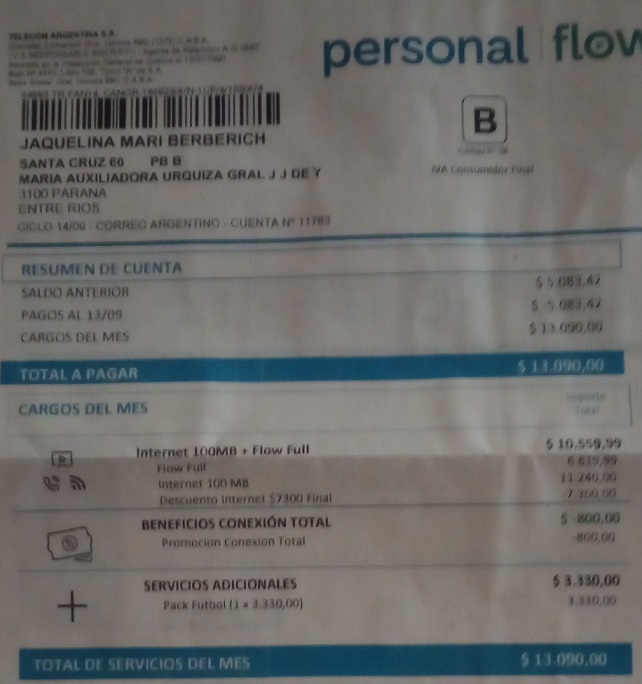 TELECOM ARGENTINA S.A.
personal flow
B
IVA Consumidor Final
JAQUELINA MARI BERBERICH
SANTA CRUZ 60 PB B
MARIA AUXILIADORA URQUIZA GRAL J J DE Y
3100 PARANA
ENTRE RIOS
CICLO 14/09 - CORREO ARGENTINO - CUENTA N° 11763
RESUMEN DE CUENTA
SALDO ANTERIOR $ 5.083,42
PAGOS AL 13/09 $ -5.083,42
CARGOS DEL MES $ 13.090,00
TOTAL A PAGAR $ 13.090,00
CARGOS DEL MES Importe Total
Internet 100MB + Flow Full $ 10.559,99
Flow Full 6.619,99
Internet 100 MB 11.240,00
Descuento Internet $7300 Final -7.300,00
BENEFICIOS CONEXIÓN TOTAL $ -800,00
Promocion Conexion Total -800,00
SERVICIOS ADICIONALES $ 3.330,00
Pack Futbol (1 x 3.330,00) 3.330,00
TOTAL DE SERVICIOS DEL MES $ 13.090,00